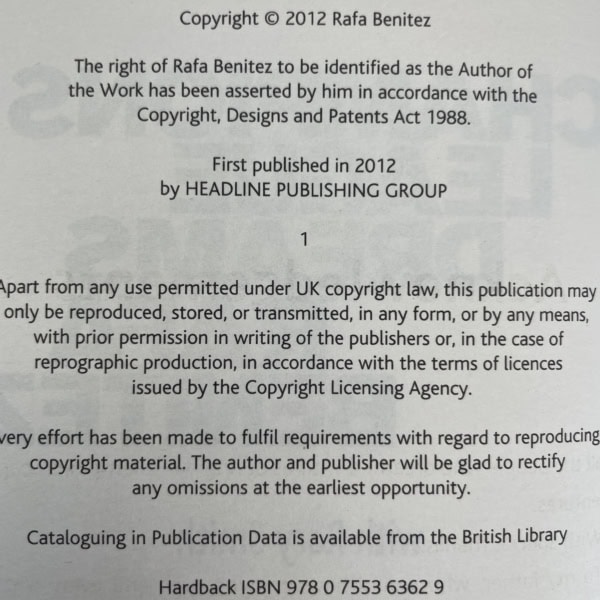 Copyright © 2012 Rafa Benitez
The right of Rafa Benitez to be identified as the Author of
the Work has been asserted by him in accordance with the
Copyright, Designs and Patents Act 1988.
First published in 2012
by HEADLINE PUBLISHING GROUP
1
Apart from any use permitted under UK copyright law, this publication may
only be reproduced, stored, or transmitted, in any form, or by any means,
with prior permission in writing of the publishers or, in the case of
reprographic production, in accordance with the terms of licences
issued by the Copyright Licensing Agency.
very effort has been made to fulfil requirements with regard to reproducing
copyright material. The author and publisher will be glad to rectify
any omissions at the earliest opportunity.
Cataloguing in Publication Data is available from the British Library
Hardback ISBN 978 0 7553 6362 9